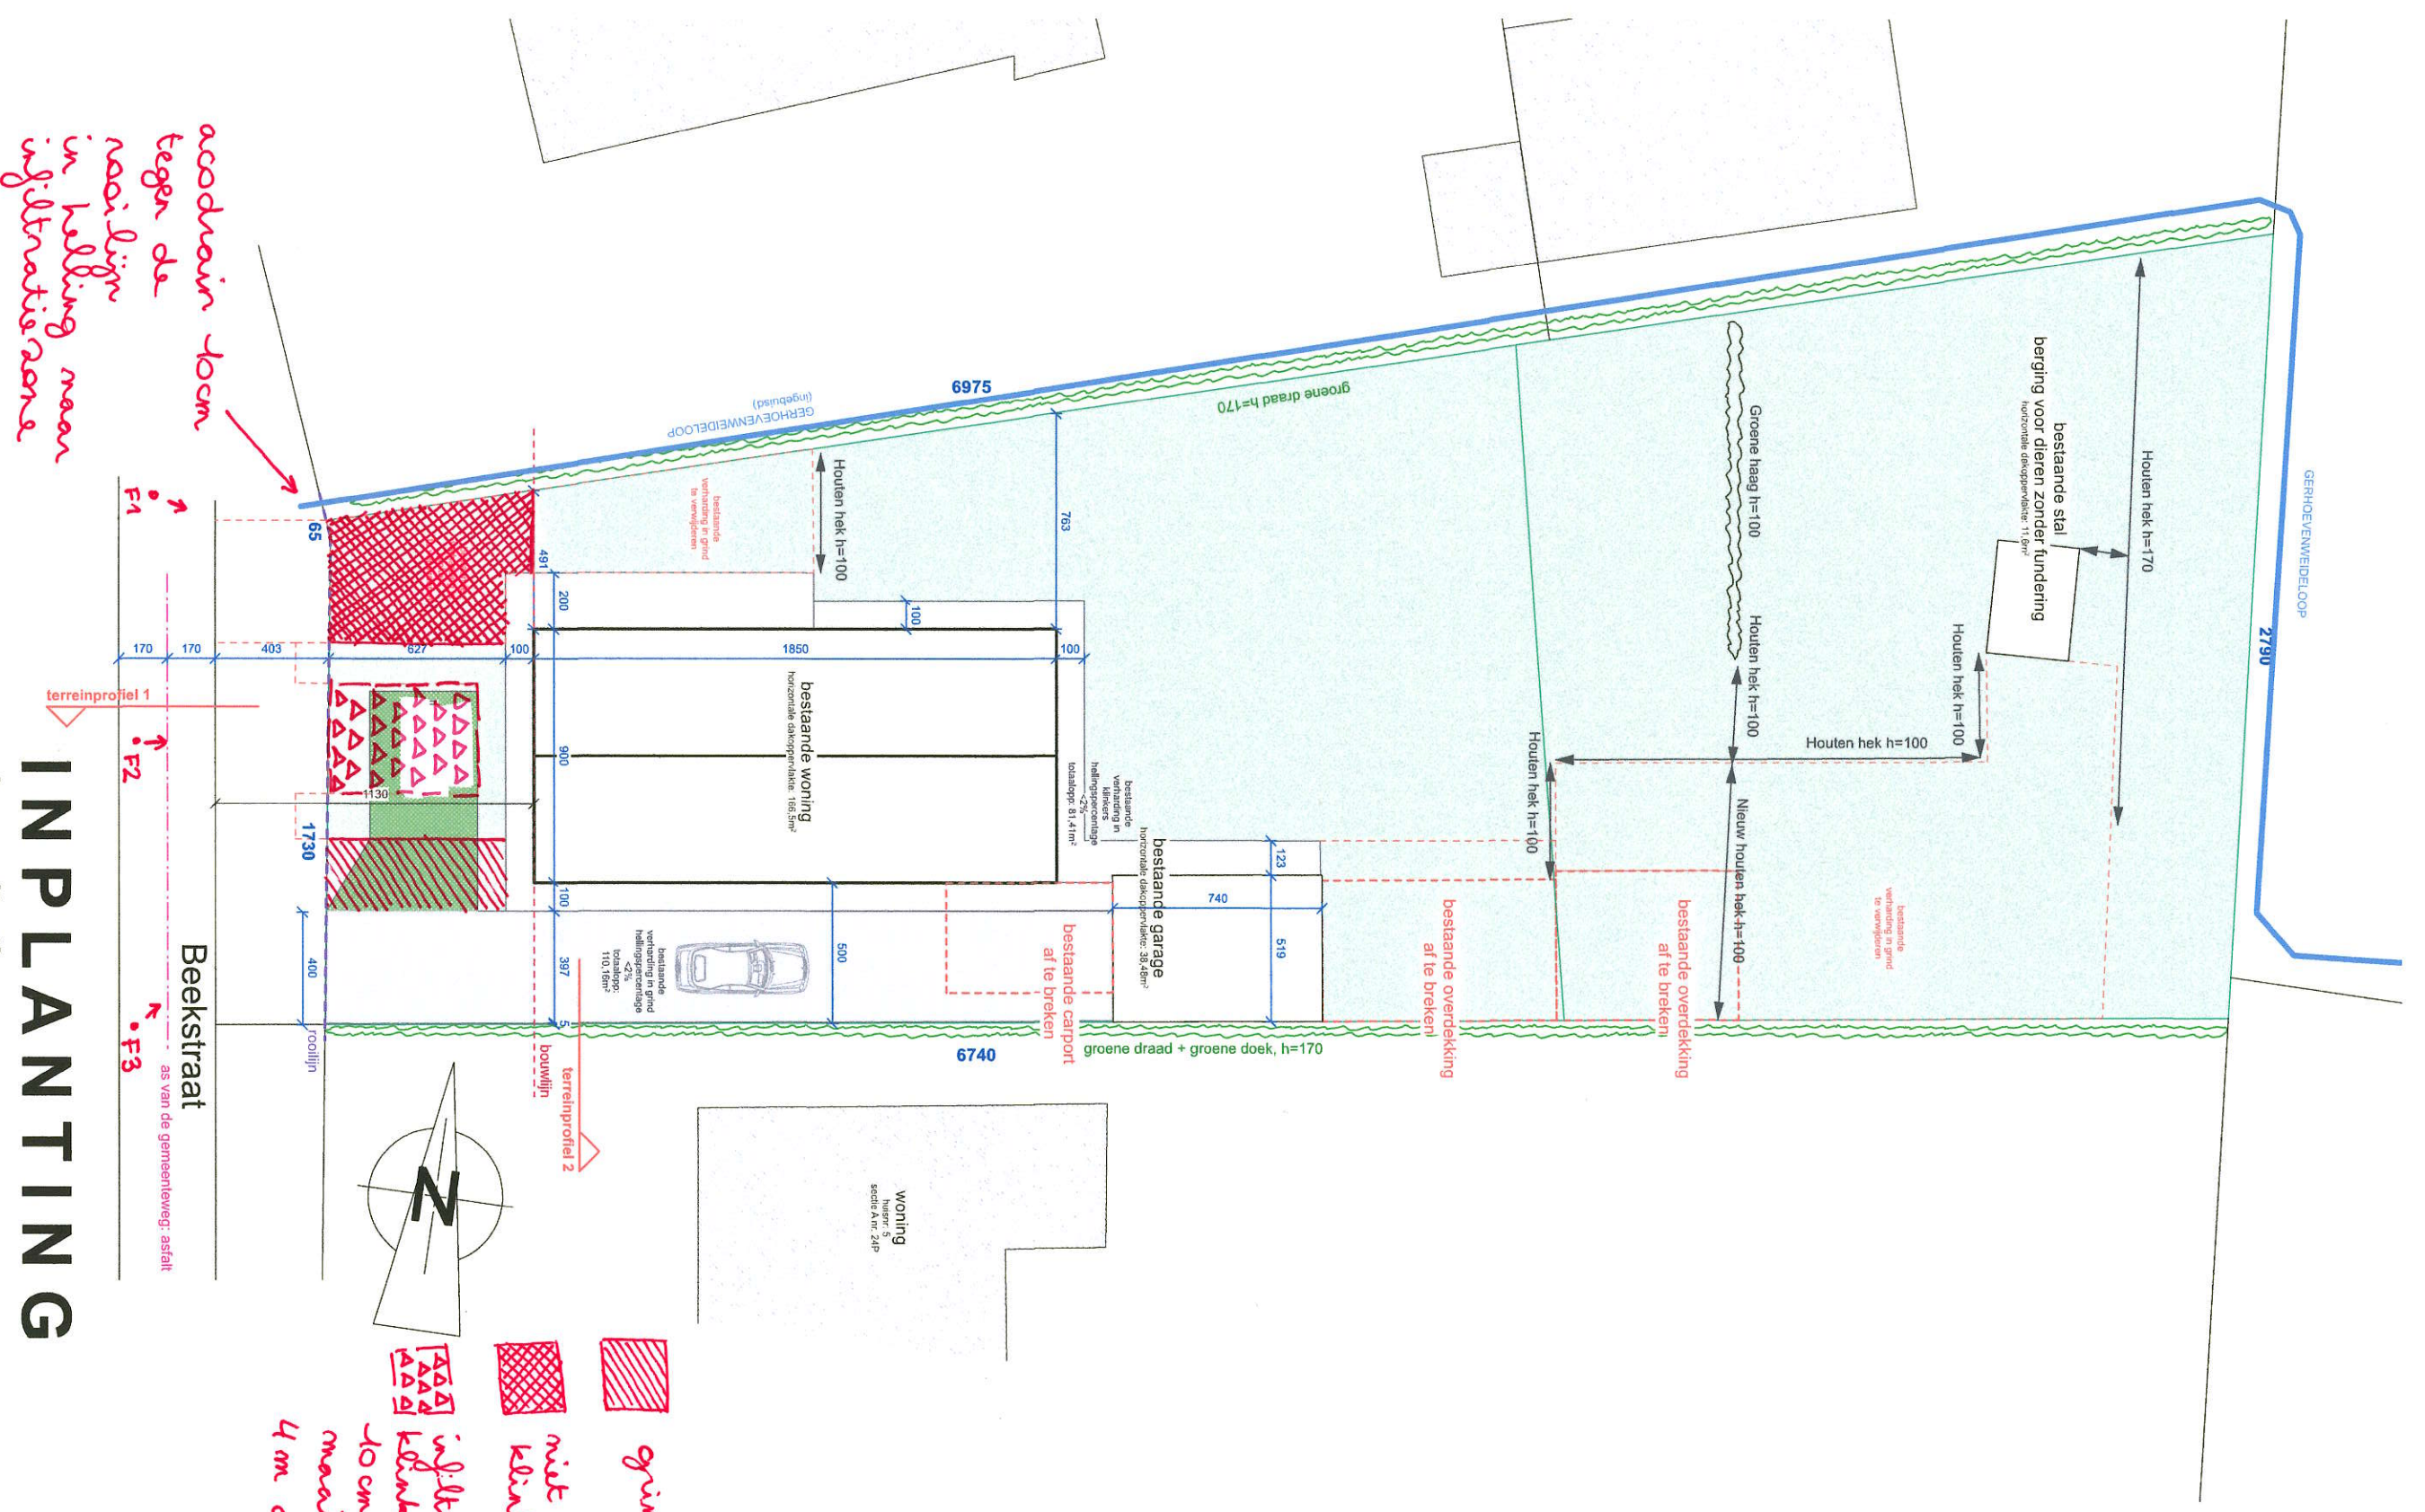 acodrain 10cm
tegen de
rooilijn
in helling naar
infiltratiezone
F1
F2
F3
170
170
403
627
100
1850
100
terreinprofiel 1
INPLANTING
Beekstraat
as van de gemeenteweg: asfalt
rooilijn
bouwlijn
terreinprofiel 2
65
1730
400
1130
491
200
900
100
397
5
6975
GERHOEVENWEIDELOOP
(ingebuisd)
groene draad h=170
bestaande
verharding in grind
te verwijderen
Houten hek h=100
763
100
bestaande woning
horizontale dakoppervlakte: 166,5m²
bestaande
verharding in
klinkers
hellingspercentage
<2%
totaalopp: 81,41m²
bestaande garage
horizontale dakoppervlakte: 38,48m²
123
740
519
500
bestaande
verharding in grind
hellingspercentage
<2%
totaalopp:
110,16m²
bestaande carport
af te breken
6740
groene draad + groene doek, h=170
bestaande overdekking
af te breken
bestaande overdekking
af te breken
bestaande
verharding in grind
te verwijderen
Nieuw houten hek h=100
Houten hek h=100
Houten hek h=100
Houten hek h=100
Houten hek h=100
Groene haag h=100
bestaande stal
berging voor dieren zonder fundering
horizontale dakoppervlakte: 11,6m²
Houten hek h=170
GERHOEVENWEIDELOOP
2790
woning
huisnr: 5
sectie A nr. 24P
N
niet
10 cm
4 m